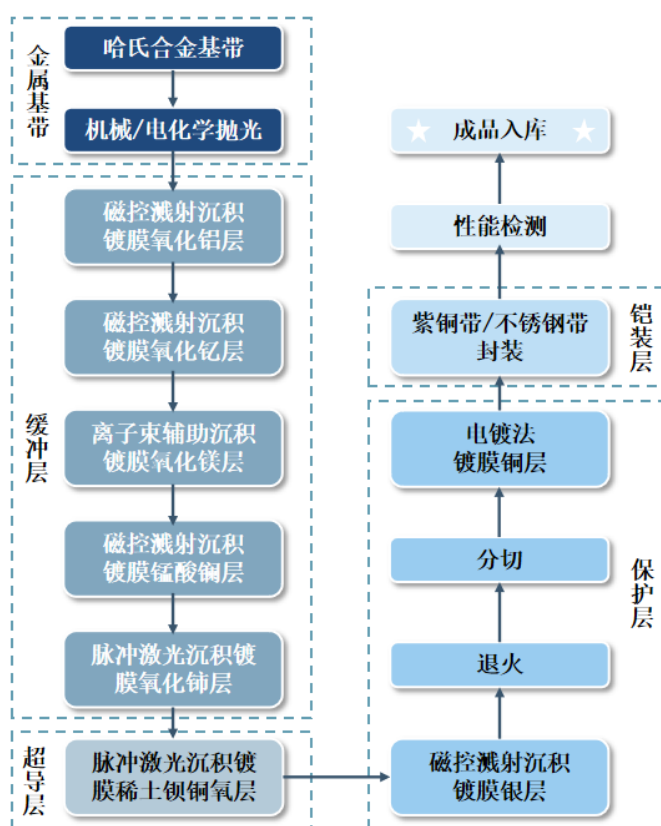 金属基带
哈氏合金基带
机械/电化学抛光
缓冲层
磁控溅射沉积
镀膜氧化铝层
磁控溅射沉积
镀膜氧化钇层
离子束辅助沉积
镀膜氧化镁层
磁控溅射沉积
镀膜锰酸镧层
脉冲激光沉积镀
膜氧化铈层
超导层
脉冲激光沉积镀
膜稀土钡铜氧层
成品入库
性能检测
紫铜带/不锈钢带
封装
铠装层
电镀法
镀膜铜层
分切
退火
磁控溅射沉积
镀膜银层
保护层